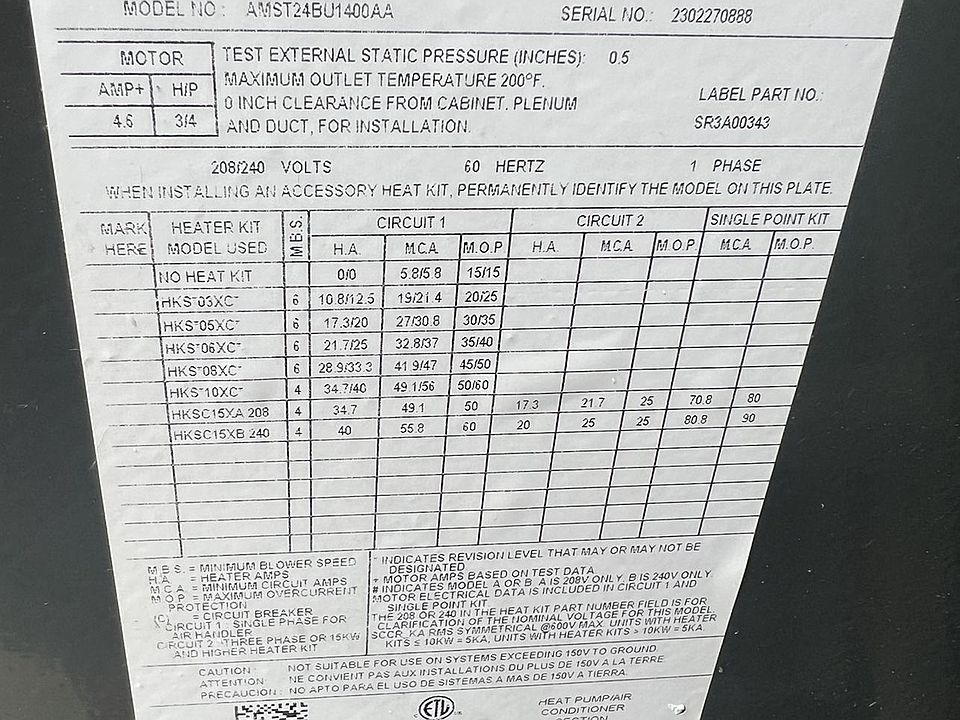 MODEL NO: AMST24BU1400AA SERIAL NO.: 2302270888
MOTOR
AMP+ H/P
4.6 3/4
TEST EXTERNAL STATIC PRESSURE (INCHES): 0.5
MAXIMUM OUTLET TEMPERATURE 200°F.
0 INCH CLEARANCE FROM CABINET, PLENUM
AND DUCT, FOR INSTALLATION.
LABEL PART NO.:
SR3A00343
208/240 VOLTS 60 HERTZ 1 PHASE
WHEN INSTALLING AN ACCESSORY HEAT KIT, PERMANENTLY IDENTIFY THE MODEL ON THIS PLATE.
MARK HERE HEATER KIT MODEL USED M.B.S. CIRCUIT 1 CIRCUIT 2 SINGLE POINT KIT
H.A. M.C.A. M.O.P. H.A. M.C.A. M.O.P. M.C.A. M.O.P.
NO HEAT KIT 0/0 5.8/5.8 15/15
HKS*03XC* 6 10.8/12.5 19/21.4 20/25
HKS*05XC* 6 17.3/20 27/30.8 30/35
HKS*06XC* 6 21.7/25 32.8/37 35/40
HKS*08XC* 6 28.9/33.3 41.9/47 45/50
HKS*10XC* 4 34.7/40 49.1/56 50/60
HKSC15XA 208 4 34.7 49.1 50 17.3 21.7 25 70.8 80
HKSC15XB 240 4 40 55.8 60 20 25 25 80.8 90
M.B.S. = MINIMUM BLOWER SPEED
H.A. = HEATER AMPS
M.C.A. = MINIMUM CIRCUIT AMPS
M.O.P. = MAXIMUM OVERCURRENT
PROTECTION
(C) = CIRCUIT BREAKER
CIRCUIT 1: SINGLE PHASE FOR
AIR HANDLER
CIRCUIT 2: THREE PHASE OR 15KW
AND HIGHER HEATER KIT
* INDICATES REVISION LEVEL THAT MAY OR MAY NOT BE
DESIGNATED
+ MOTOR AMPS BASED ON TEST DATA.
# INDICATES MODEL A OR B. A IS 208V ONLY. B IS 240V ONLY.
MOTOR ELECTRICAL DATA IS INCLUDED IN CIRCUIT 1 AND
SINGLE POINT KIT.
THE 208 OR 240 IN THE HEAT KIT PART NUMBER FIELD IS FOR
CLARIFICATION OF THE NOMINAL VOLTAGE FOR THIS MODEL.
SCCR_KA RMS SYMMETRICAL @600V MAX. UNITS WITH HEATER
KITS ≤ 10KW = 5KA, UNITS WITH HEATER KITS > 10KW = 5KA.
CAUTION: NOT SUITABLE FOR USE ON SYSTEMS EXCEEDING 150V TO GROUND.
ATTENTION: NE CONVIENT PAS AUX INSTALLATIONS DU PLUS DE 150V A LA TERRE
PRECAUCION: NO APTO PARA EL USO DE SISTEMAS A MAS DE 150V A TIERRA.
C ETL US
HEAT PUMP/AIR
CONDITIONER
SECTION